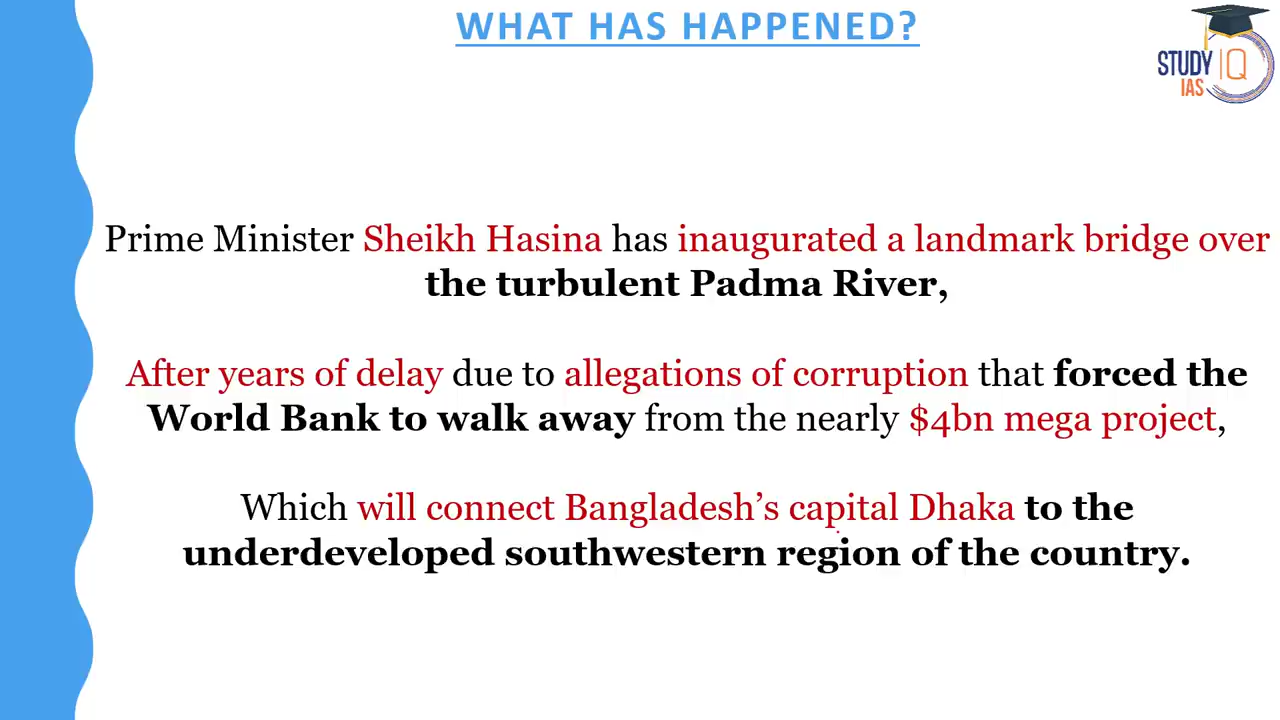 WHAT HAS HAPPENED?
STUDY IQ
IAS
Prime Minister Sheikh Hasina has inaugurated a landmark bridge over
the turbulent Padma River,
After years of delay due to allegations of corruption that forced the
World Bank to walk away from the nearly $4bn mega project,
Which will connect Bangladesh’s capital Dhaka to the
underdeveloped southwestern region of the country.